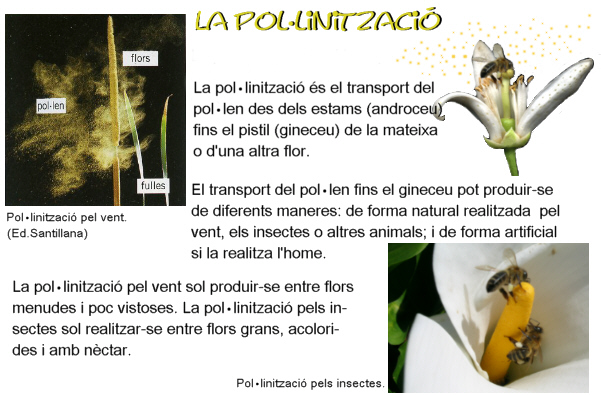 LA POL·LINITZACIÓ
flors
pol·len
fulles
Pol·linització pel vent.
(Ed.Santillana)
La pol·linització és el transport del
pol·len des dels estams (androceu)
fins el pistil (gineceu) de la mateixa
o d'una altra flor.
El transport del pol·len fins el gineceu pot produir-se
de diferents maneres: de forma natural realitzada pel
vent, els insectes o altres animals; i de forma artificial
si la realitza l'home.
La pol·linització pel vent sol produir-se entre flors
menudes i poc vistoses. La pol·linització pels in-
sectes sol realitzar-se entre flors grans, acolori-
des i amb nèctar.
Pol·linització pels insectes.